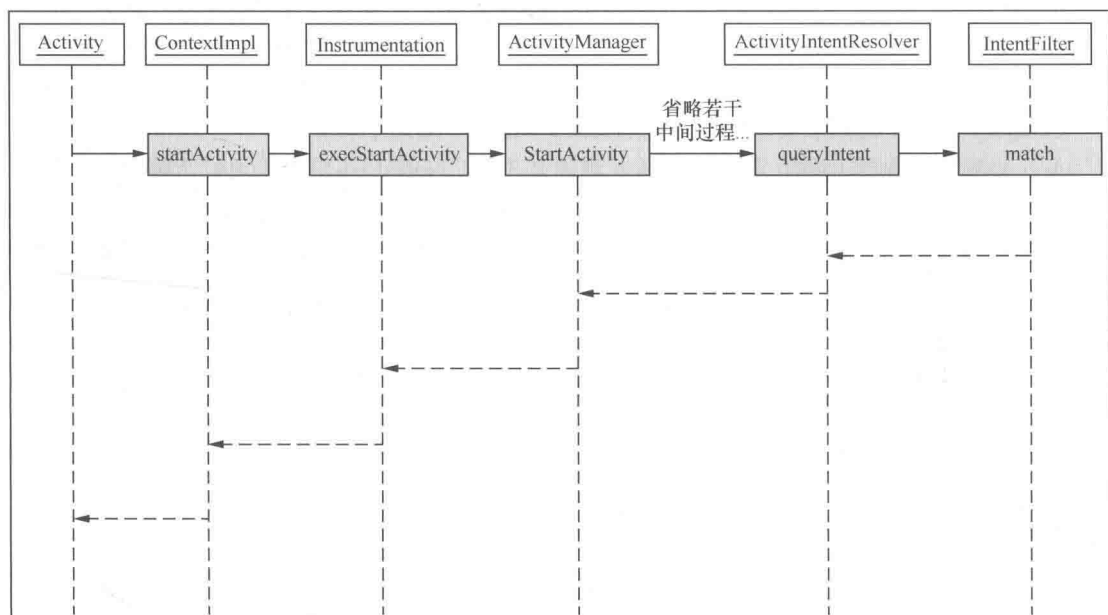 Activity
ContextImpl
Instrumentation
ActivityManager
ActivityIntentResolver
IntentFilter
省略若干
中间过程...
startActivity
execStartActivity
StartActivity
queryIntent
match